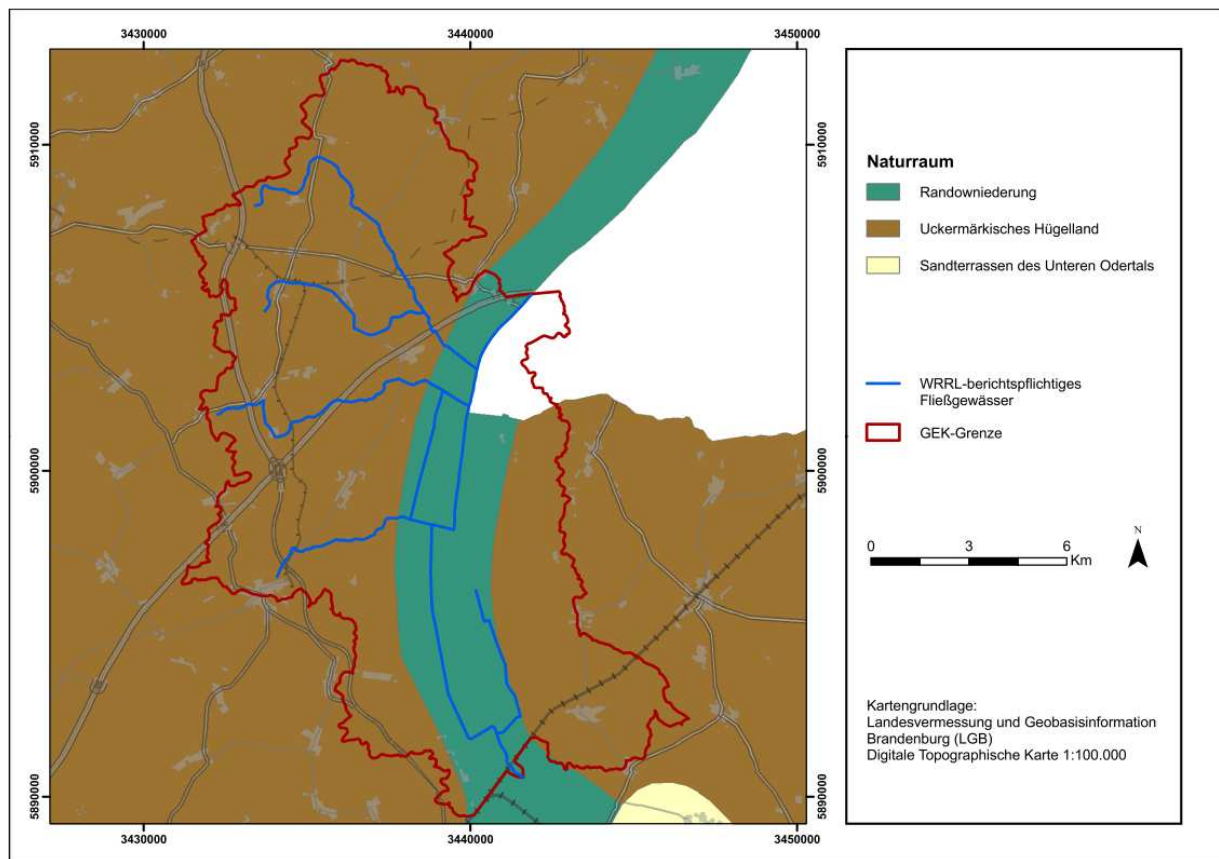 3430000
3440000
3450000
5910000
5910000
5900000
5900000
5890000
5890000
3430000
3440000
3450000
Naturraum
Randowniederung
Uckermärkisches Hügelland
Sandterrassen des Unteren Odertals
WRRL-berichtspflichtiges
Fließgewässer
GEK-Grenze
N
0 3 6
Km
Kartengrundlage:
Landesvermessung und Geobasisinformation
Brandenburg (LGB)
Digitale Topographische Karte 1:100.000